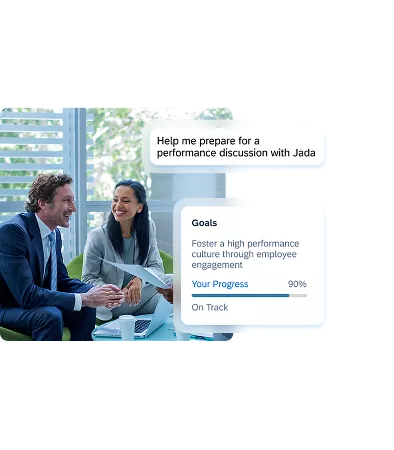 Help me prepare for a
performance discussion with Jada
Goals
Foster a high performance
culture through employee
engagement
Your Progress 90%
On Track